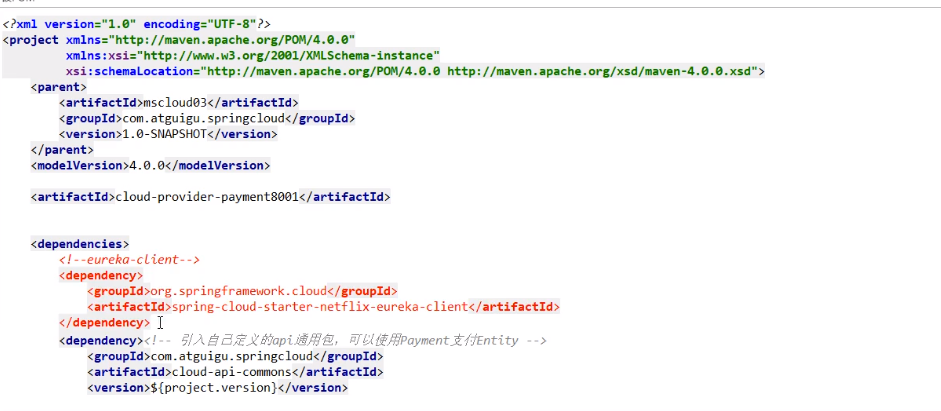 <?xml version="1.0" encoding="UTF-8"?>
<project xmlns="http://maven.apache.org/POM/4.0.0"
xmlns:xsi="http://www.w3.org/2001/XMLSchema-instance"
xsi:schemaLocation="http://maven.apache.org/POM/4.0.0 http://maven.apache.org/xsd/maven-4.0.0.xsd">
<parent>
<artifactId>mscloud03</artifactId>
<groupId>com.atguigu.springcloud</groupId>
<version>1.0-SNAPSHOT</version>
</parent>
<modelVersion>4.0.0</modelVersion>
<artifactId>cloud-provider-payment8001</artifactId>
<dependencies>
<!--eureka-client-->
<dependency>
<groupId>org.springframework.cloud</groupId>
<artifactId>spring-cloud-starter-netflix-eureka-client</artifactId>
</dependency>
<dependency><!-- 引入自己定义的api通用包，可以使用Payment支付Entity -->
<groupId>com.atguigu.springcloud</groupId>
<artifactId>cloud-api-commons</artifactId>
<version>${project.version}</version>